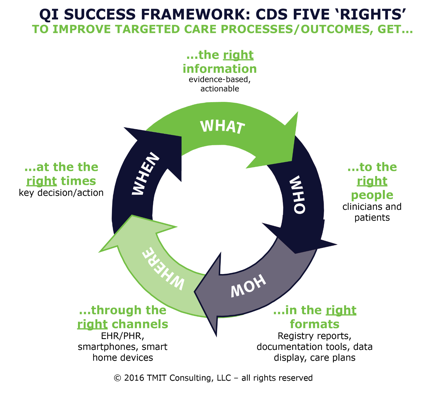 QI SUCCESS FRAMEWORK: CDS FIVE ‘RIGHTS’
TO IMPROVE TARGETED CARE PROCESSES/OUTCOMES, GET...
...the right
information
evidence-based,
actionable
WHAT
...to the
right
people
clinicians and
patients
WHO
...in the right
formats
Registry reports,
documentation tools, data
display, care plans
HOW
...through the
right channels
EHR/PHR,
smartphones, smart
home devices
WHERE
...at the the
right times
key decision/action
WHEN
© 2016 TMIT Consulting, LLC – all rights reserved